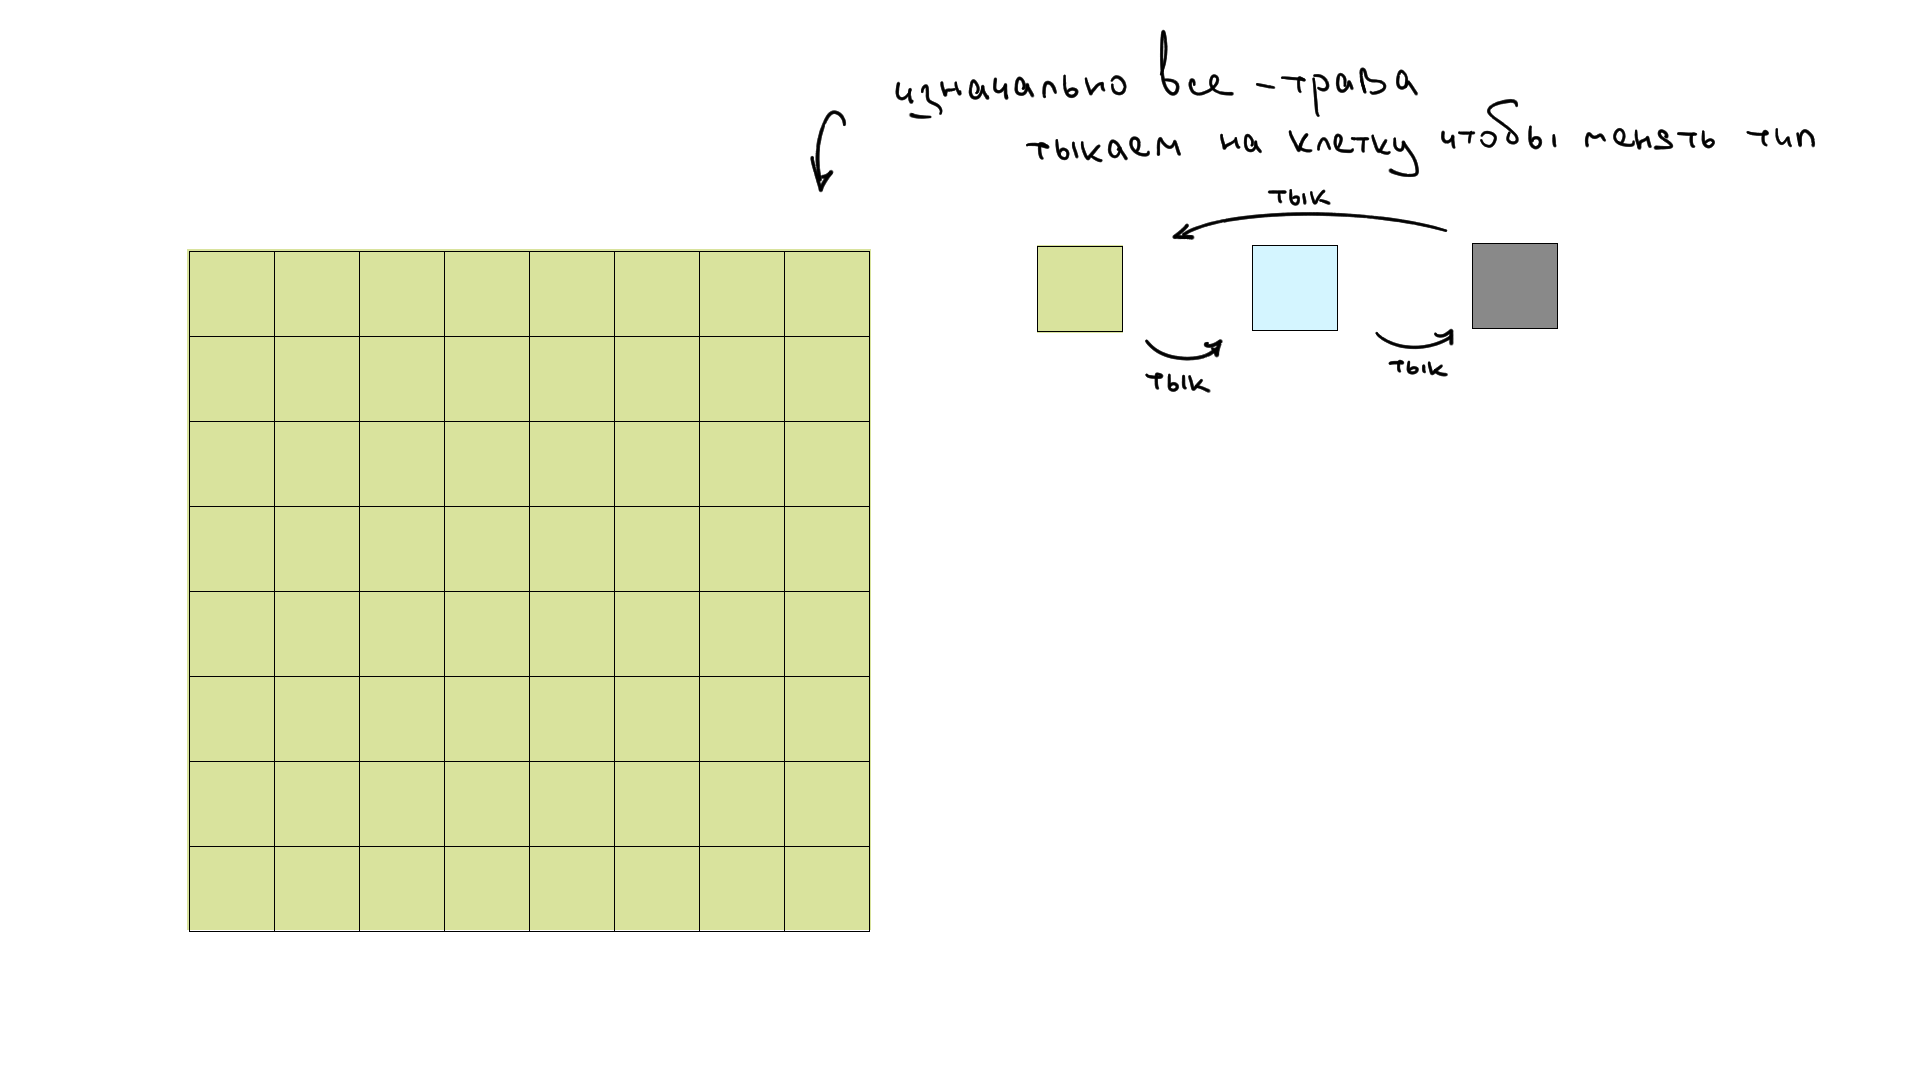 изначально все - трава
тыкаем на клетку чтобы менять тип
тык
тык
тык